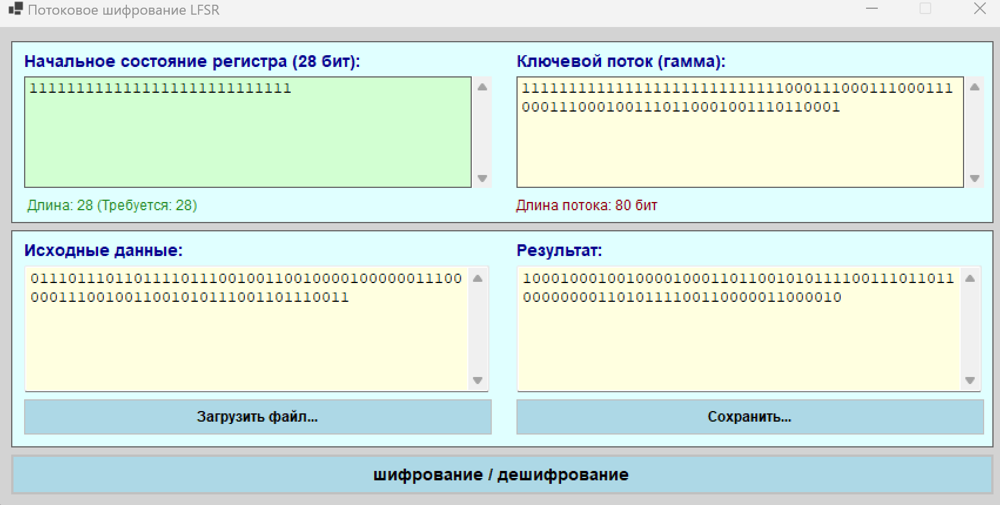 Потоковое шифрование LFSR
Начальное состояние регистра (28 бит):
1111111111111111111111111111
Длина: 28 (Требуется: 28)
Ключевой поток (гамма):
1111111111111111111111111111000111000111000111
0001110001001110110001001110110001
Длина потока: 80 бит
Исходные данные:
0111011101101111011100100110010000100000011100
0001110010011001010111001101110011
Загрузить файл...
Результат:
1000100010010000100011011001010111100111011011
0000000011010111100110000011000010
Сохранить...
шифрование / дешифрование